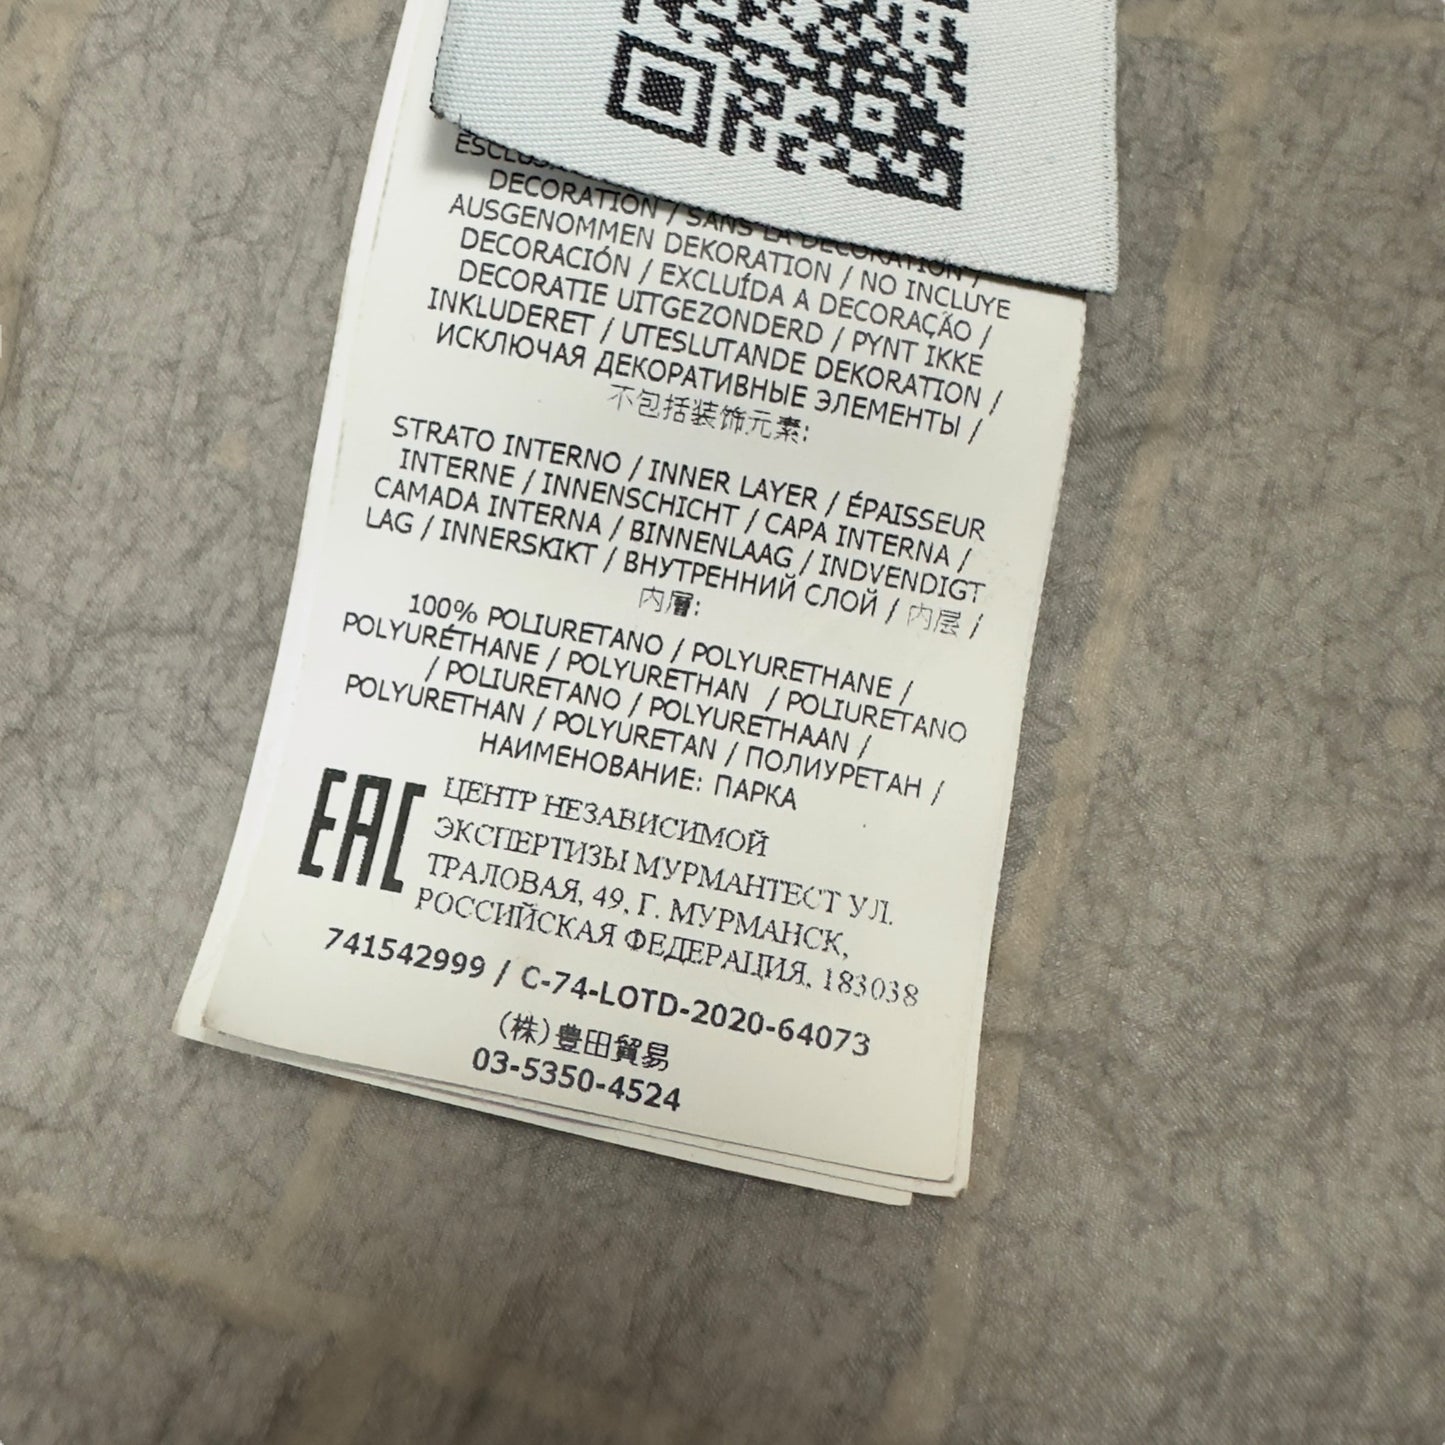 DECORATION / SANS LA DECORATION /
AUSGENOMMEN DEKORATION / NO INCLUYE
DECORACIÓN / EXCLUÍDA A DECORAÇÃO /
DECORATIE UITGEZONDERD / PYNT IKKE
INKLUDERET / UTESLUTANDE DEKORATION /
ИСКЛЮЧАЯ ДЕКОРАТИВНЫЕ ЭЛЕМЕНТЫ /
不包括装饰元素:
STRATO INTERNO / INNER LAYER / ÉPAISSEUR
INTERNE / INNENSCHICHT / CAPA INTERNA /
CAMADA INTERNA / BINNENLAAG / INDVENDIGT
LAG / INNERSKIKT / ВНУТРЕННИЙ СЛОЙ / 内层 /
内層:
100% POLIURETANO / POLYURETHANE /
POLYURÉTHANE / POLYURETHAN / POLIURETANO
/ POLIURETANO / POLYURETHAAN /
POLYURETHAN / POLYURETAN / ПОЛИУРЕТАН /
НАИМЕНОВАНИЕ: ПАРКА
EAC
ЦЕНТР НЕЗАВИСИМОЙ
ЭКСПЕРТИЗЫ МУРМАНТЕСТ УЛ.
ТРАЛОВАЯ, 49, Г. МУРМАНСК,
РОССИЙСКАЯ ФЕДЕРАЦИЯ, 183038
741542999 / C-74-LOTD-2020-64073
(株)豊田貿易
03-5350-4524